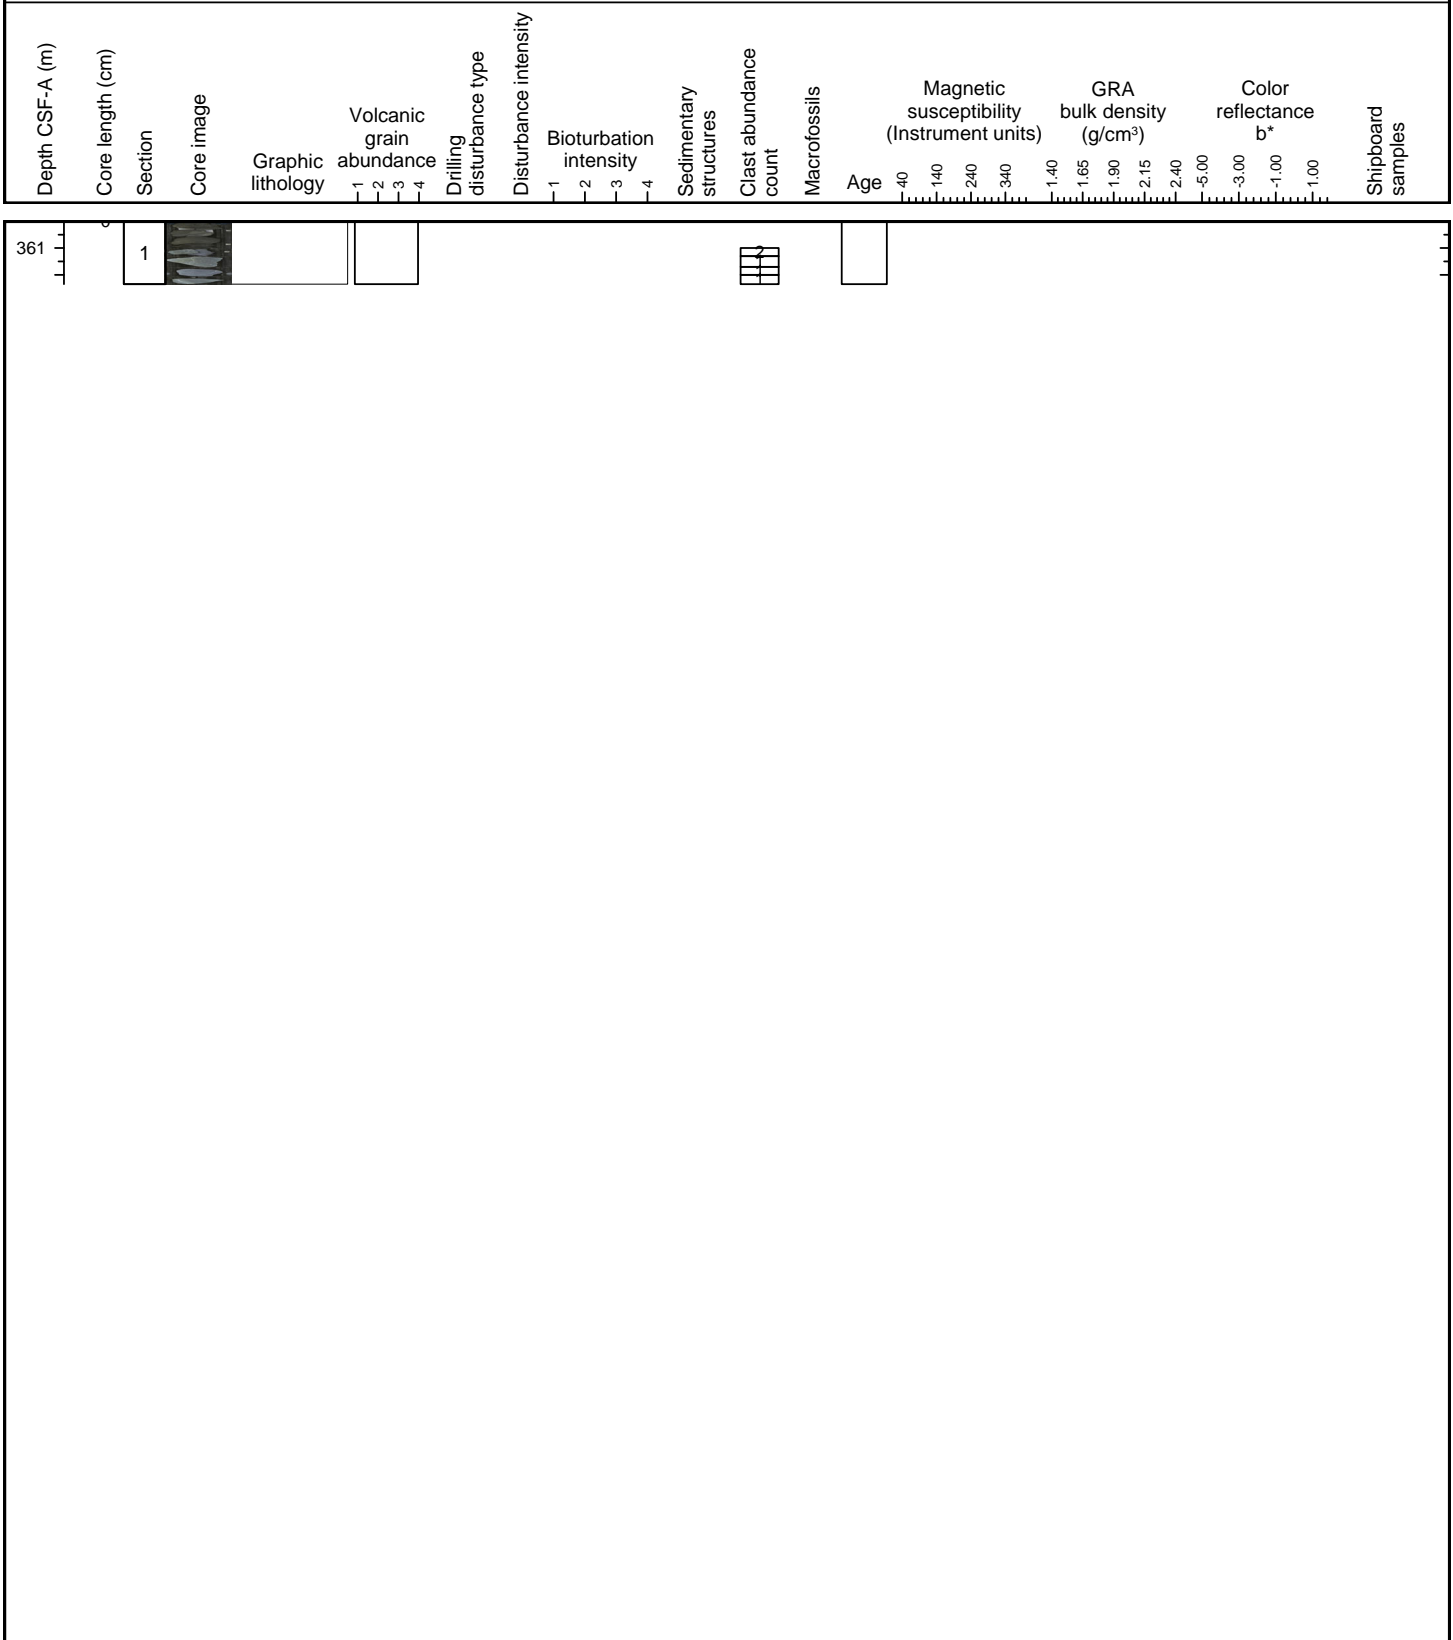 Depth CSF-A (m)
Core length (cm)
Section
Core image
Graphic
lithology
Volcanic
grain
abundance
1
2
3
4
Drilling
disturbance type
Disturbance intensity
Bioturbation
intensity
1
2
3
4
Sedimentary
structures
Clast abundance
count
Macrofossils
Age
Magnetic
susceptibility
(Instrument units)
40
140
240
340
GRA
bulk density
(g/cm³)
1.40
1.65
1.90
2.15
2.40
Color
reflectance
b*
-5.00
-3.00
-1.00
1.00
Shipboard
samples
361
1
2